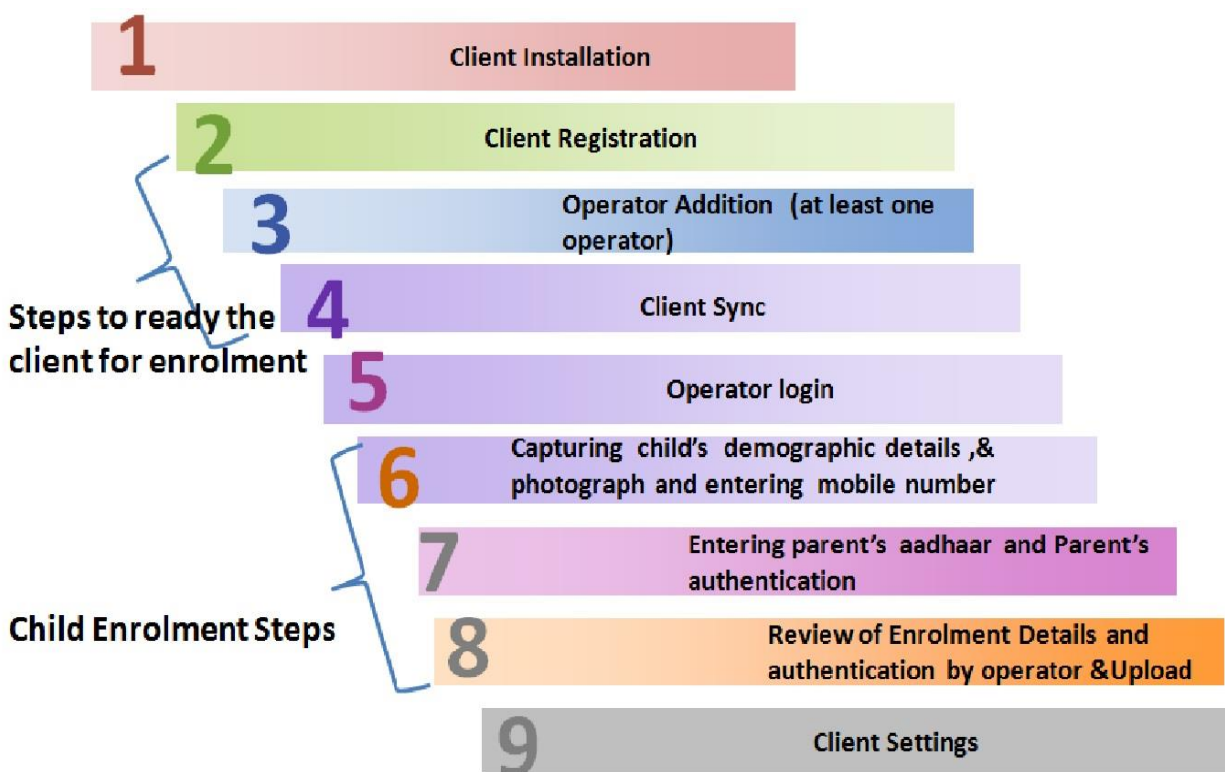 1
Client Installation
2
Client Registration
3
Operator Addition (at least one
operator)
4
Client Sync
Steps to ready the
client for enrolment
5
Operator login
6
Capturing child’s demographic details ,&
photograph and entering mobile number
7
Entering parent’s aadhaar and Parent’s
authentication
Child Enrolment Steps
8
Review of Enrolment Details and
authentication by operator &Upload
9
Client Settings